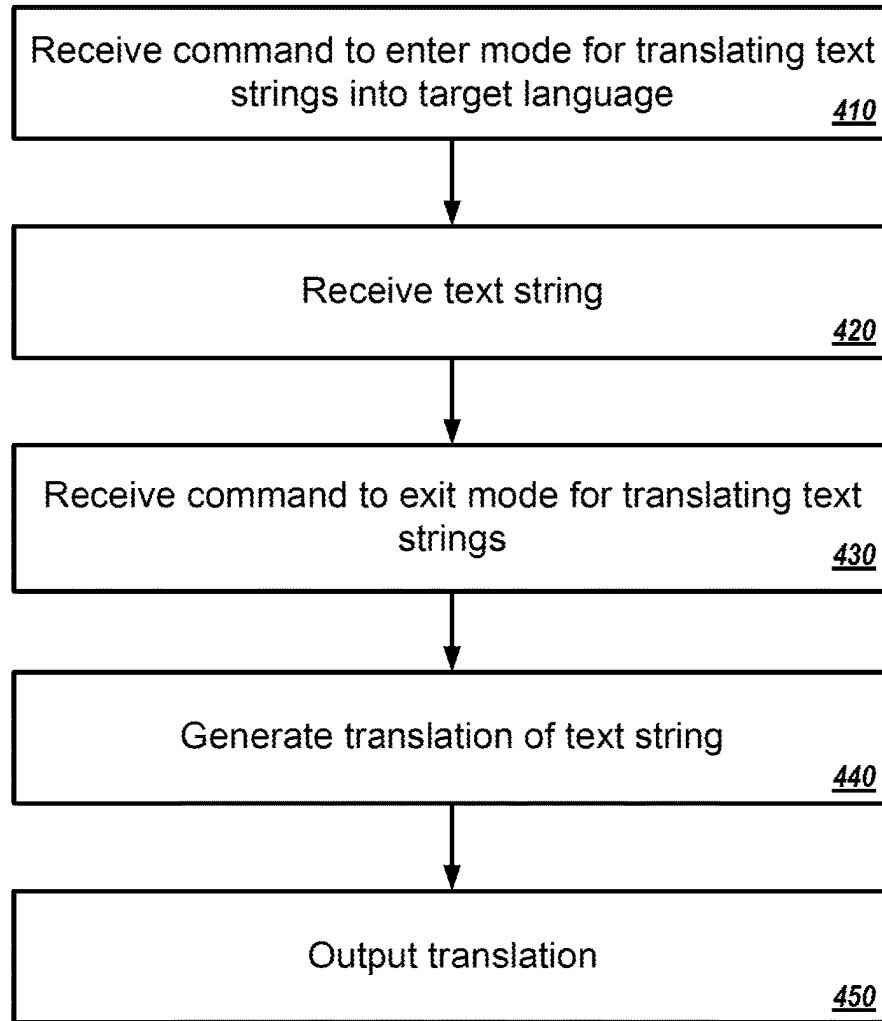 Receive command to enter mode for translating text
strings into target language
410
Receive text string
420
Receive command to exit mode for translating text
strings
430
Generate translation of text string
440
Output translation
450